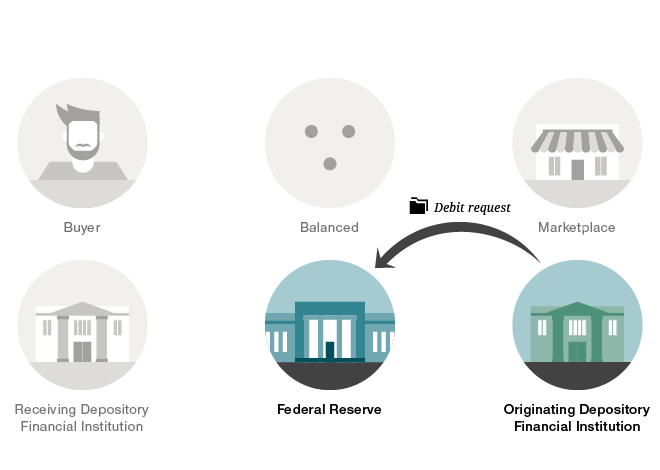 Debit request
Buyer
Balanced
Marketplace
Receiving Depository
Financial Institution
Federal Reserve
Originating Depository
Financial Institution